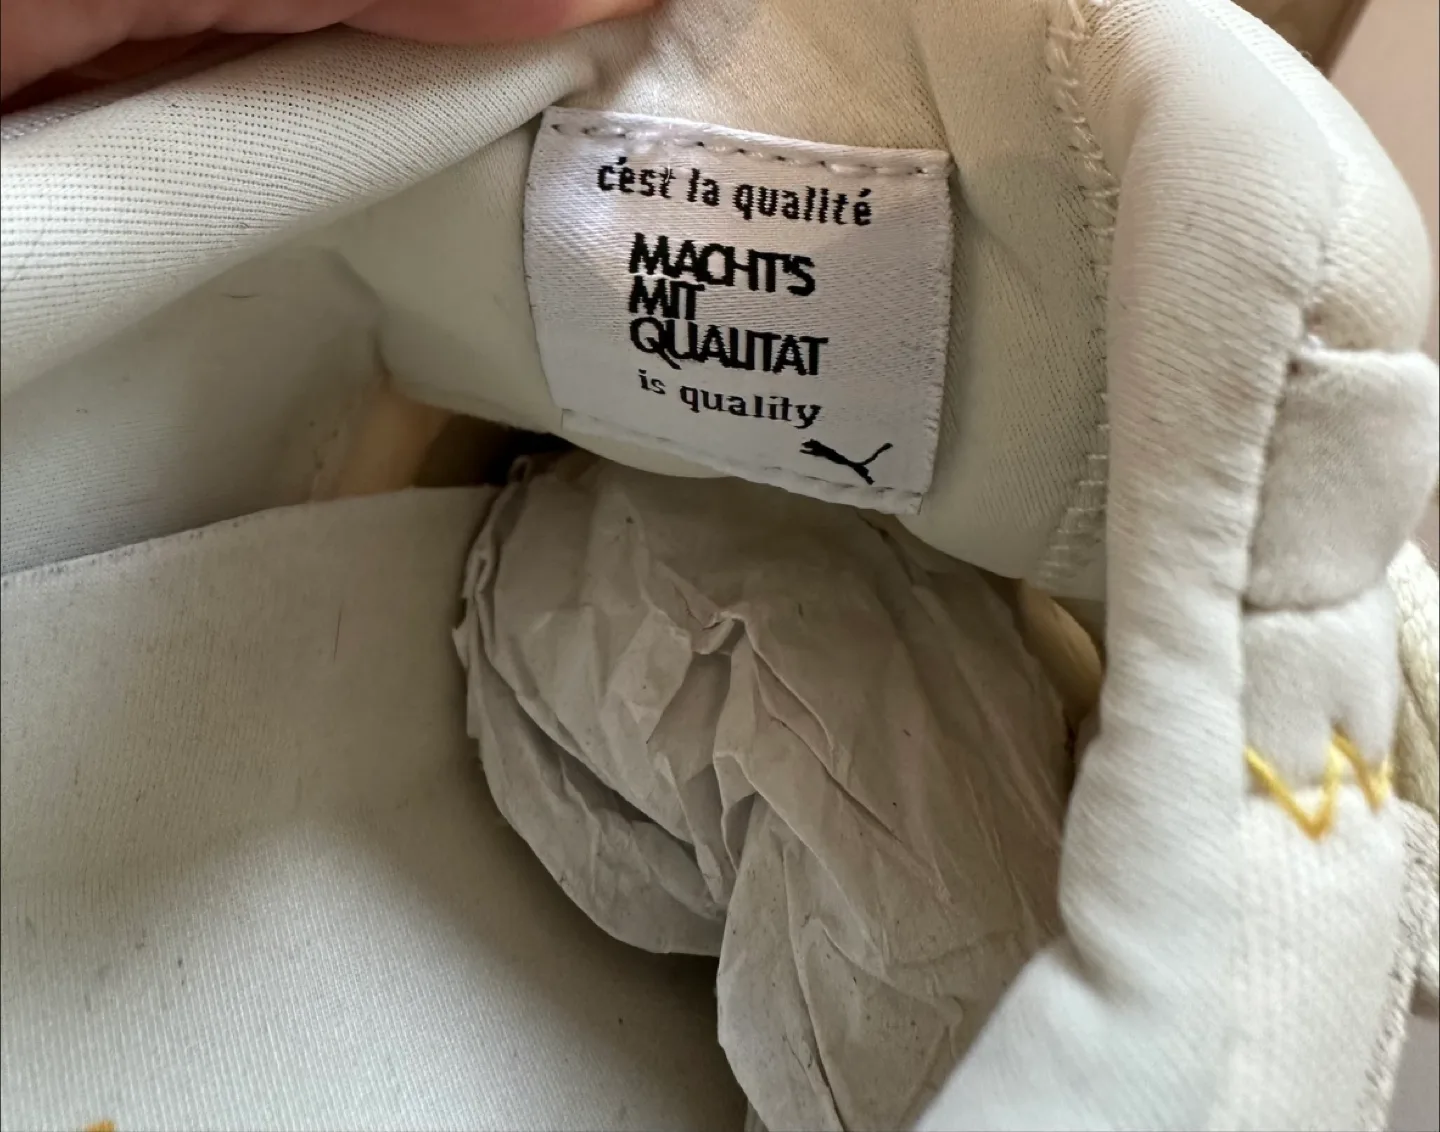 c'est la qualité
MACHT'S
MIT
QUALITAT
is quality